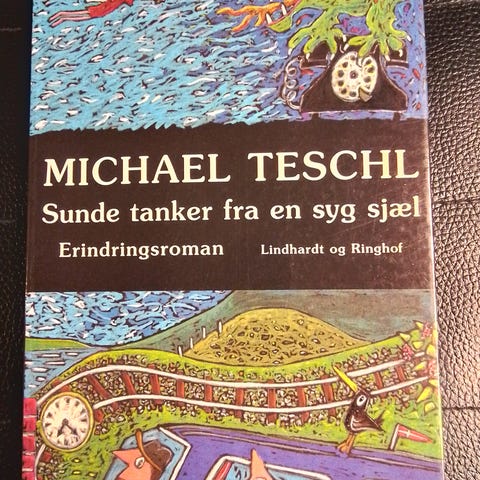 MICHAEL TESCHL
Sunde tanker fra en syg sjæl
Erindringsroman Lindhardt og Ringhof